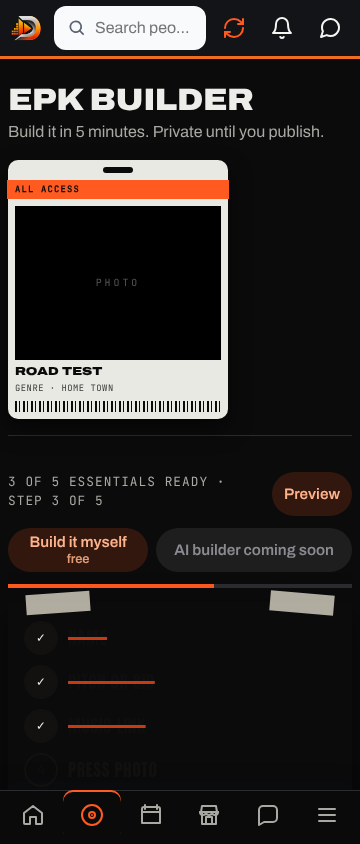 Search peo...
EPK BUILDER
Build it in 5 minutes. Private until you publish.
ALL ACCESS
PHOTO
ROAD TEST
GENRE · HOME TOWN
3 OF 5 ESSENTIALS READY ·
STEP 3 OF 5
Preview
Build it myself
free
AI builder coming soon
PRESS PHOTO